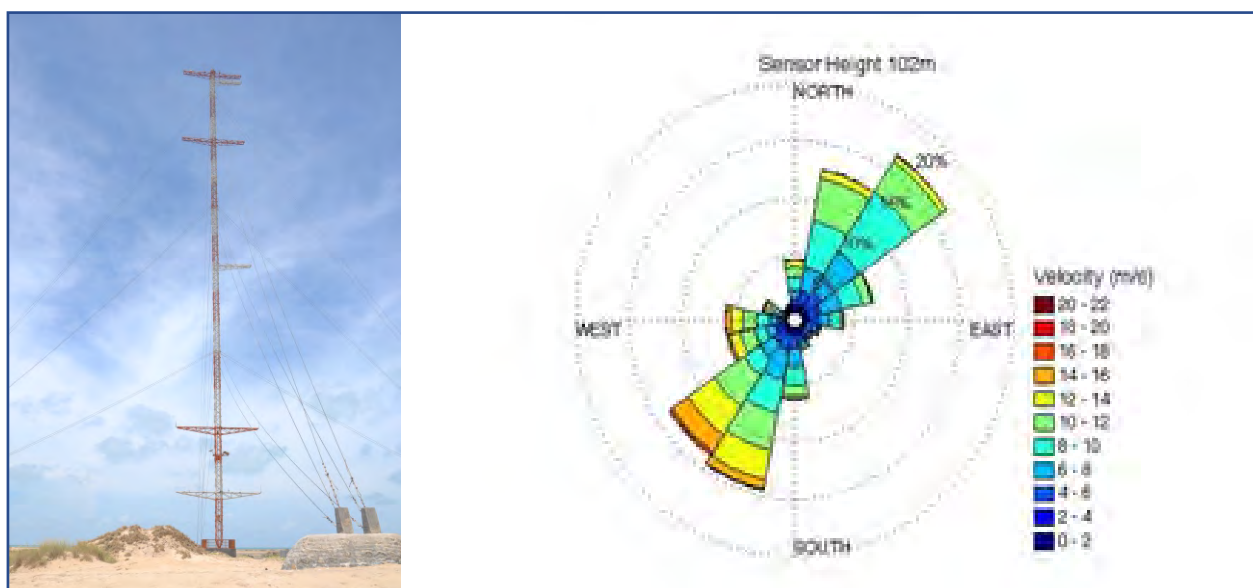 Sensor Height 102m
NORTH
20%
WEST
EAST
SOUTH
Velocity (m/s)
20 - 22
18 - 20
16 - 18
14 - 16
12 - 14
10 - 12
8 - 10
6 - 8
4 - 6
2 - 4
0 - 2